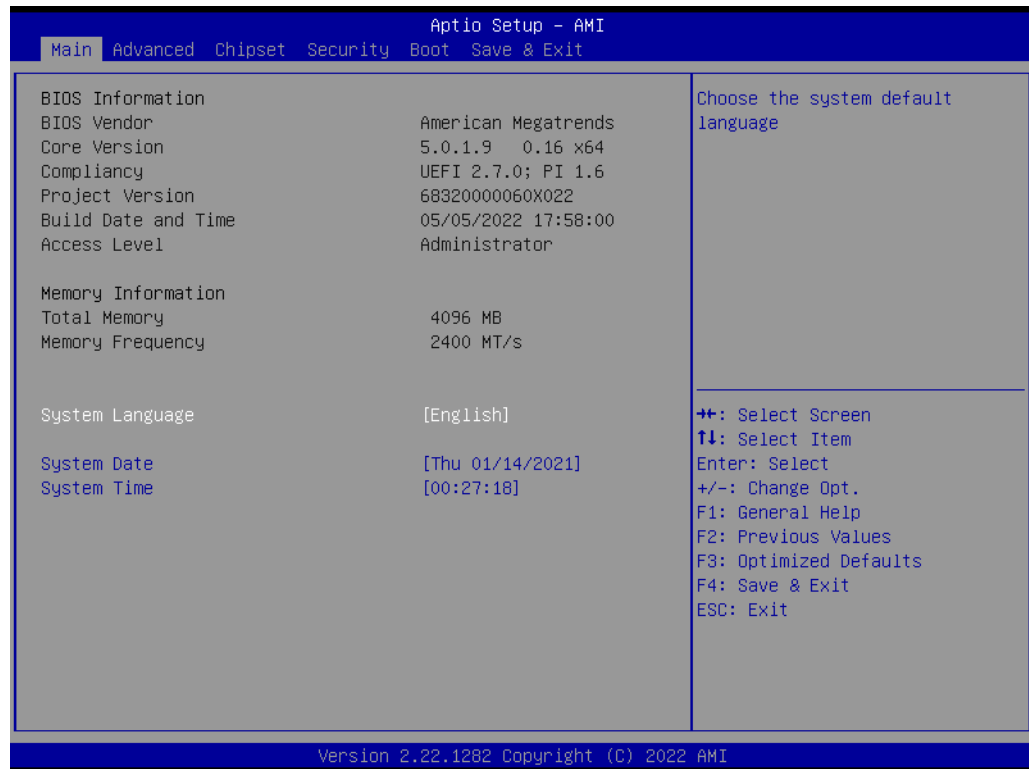 Aptio Setup – AMI
Main Advanced Chipset Security Boot Save & Exit
BIOS Information
BIOS Vendor American Megatrends
Core Version 5.0.1.9 0.16 x64
Compliancy UEFI 2.7.0; PI 1.6
Project Version 68320000060X022
Build Date and Time 05/05/2022 17:58:00
Access Level Administrator
Memory Information
Total Memory 4096 MB
Memory Frequency 2400 MT/s
System Language [English]
System Date [Thu 01/14/2021]
System Time [00:27:18]
Choose the system default
language
→←: Select Screen
↑↓: Select Item
Enter: Select
+/-: Change Opt.
F1: General Help
F2: Previous Values
F3: Optimized Defaults
F4: Save & Exit
ESC: Exit
Version 2.22.1282 Copyright (C) 2022 AMI